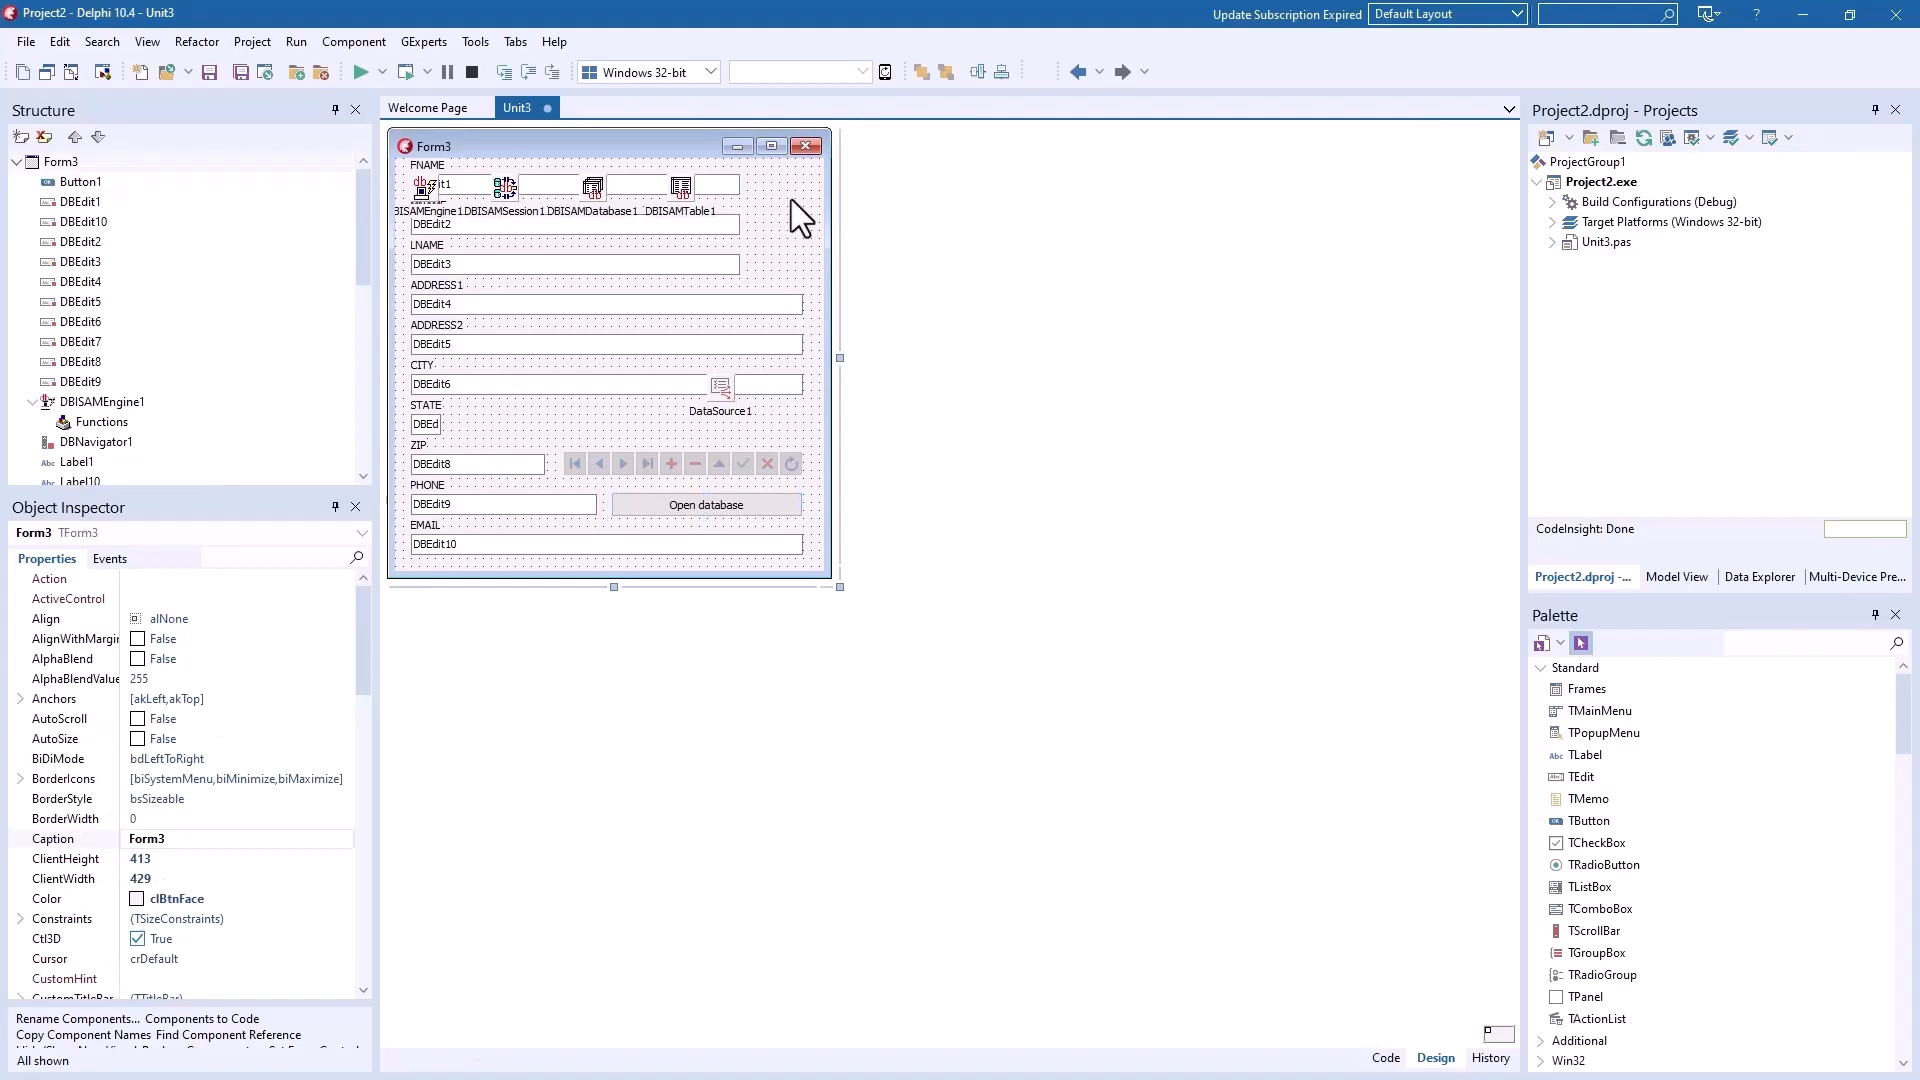 Project2 - Delphi 10.4 - Unit3
Update Subscription Expired
Default Layout
?
File Edit Search View Refactor Project Run Component GExperts Tools Tabs Help
Windows 32-bit
Structure
Form3
Button1
DBEdit1
DBEdit10
DBEdit2
DBEdit3
DBEdit4
DBEdit5
DBEdit6
DBEdit7
DBEdit8
DBEdit9
DBISAMEngine1
Functions
DBNavigator1
Abc Label1
Label10
Object Inspector
Form3 TForm3
Properties Events
Action
ActiveControl
Align alNone
AlignWithMargin False
AlphaBlend False
AlphaBlendValue 255
Anchors [akLeft,akTop]
AutoScroll False
AutoSize False
BiDiMode bdLeftToRight
BorderIcons [biSystemMenu,biMinimize,biMaximize]
BorderStyle bsSizeable
BorderWidth 0
Caption Form3
ClientHeight 413
ClientWidth 429
Color clBtnFace
Constraints (TSizeConstraints)
Ctl3D True
Cursor crDefault
CustomHint
CustomTitleBar (TTitleBar)
Rename Components... Components to Code
Copy Component Names Find Component Reference
All shown
Welcome Page Unit3
Form3
FNAME
it1
BISAMEngine1 DBISAMSession1 DBISAMDatabase1 DBISAMTable1
DBEdit2
LNAME
DBEdit3
ADDRESS1
DBEdit4
ADDRESS2
DBEdit5
CITY
DBEdit6
STATE
DataSource1
DBEd
ZIP
DBEdit8
PHONE
DBEdit9
Open database
EMAIL
DBEdit10
Code Design History
Project2.dproj - Projects
ProjectGroup1
Project2.exe
Build Configurations (Debug)
Target Platforms (Windows 32-bit)
Unit3.pas
CodeInsight: Done
Project2.dproj -... Model View Data Explorer Multi-Device Pre...
Palette
Standard
Frames
TMainMenu
TPopupMenu
Abc TLabel
TEdit
TMemo
TButton
TCheckBox
TRadioButton
TListBox
TComboBox
TScrollBar
TGroupBox
TRadioGroup
TPanel
TActionList
Additional
Win32